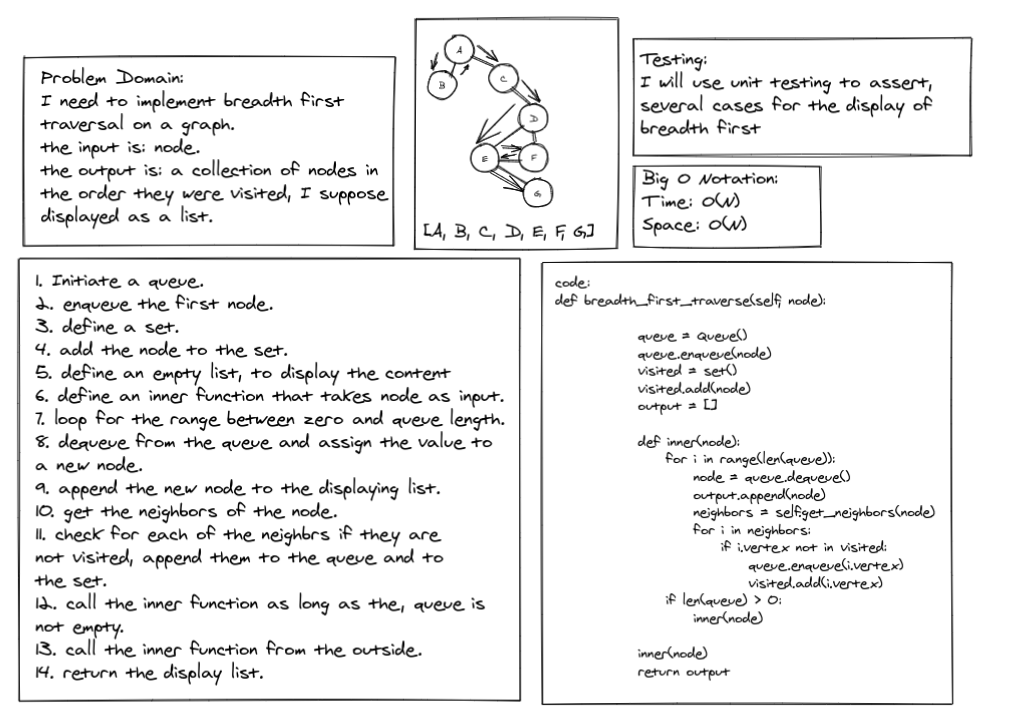 Problem Domain:
I need to implement breadth first
traversal on a graph.
the input is: node.
the output is: a collection of nodes in
the order they were visited, I suppose
displayed as a list.
A
B
C
D
E
F
G
[A, B, C, D, E, F, G]
Testing:
I will use unit testing to assert,
several cases for the display of
breadth first
Big O Notation:
Time: O(N)
Space: O(N)
1. Initiate a queue.
2. enqueue the first node.
3. define a set.
4. add the node to the set.
5. define an empty list, to display the content
6. define an inner function that takes node as input.
7. loop for the range between zero and queue length.
8. dequeue from the queue and assign the value to
a new node.
9. append the new node to the displaying list.
10. get the neighbors of the node.
11. check for each of the neighbrs if they are
not visited, append them to the queue and to
the set.
12. call the inner function as long as the, queue is
not empty.
13. call the inner function from the outside.
14. return the display list.
code:
def breadth_first_traverse(self, node):
queue = Queue()
queue.enqueue(node)
visited = set()
visited.add(node)
output = []
def inner(node):
for i in range(len(queue)):
node = queue.dequeue()
output.append(node)
neighbors = self.get_neighbors(node)
for i in neighbors:
if i.vertex not in visited:
queue.enqueue(i.vertex)
visited.add(i.vertex)
if len(queue) > 0:
inner(node)
inner(node)
return output